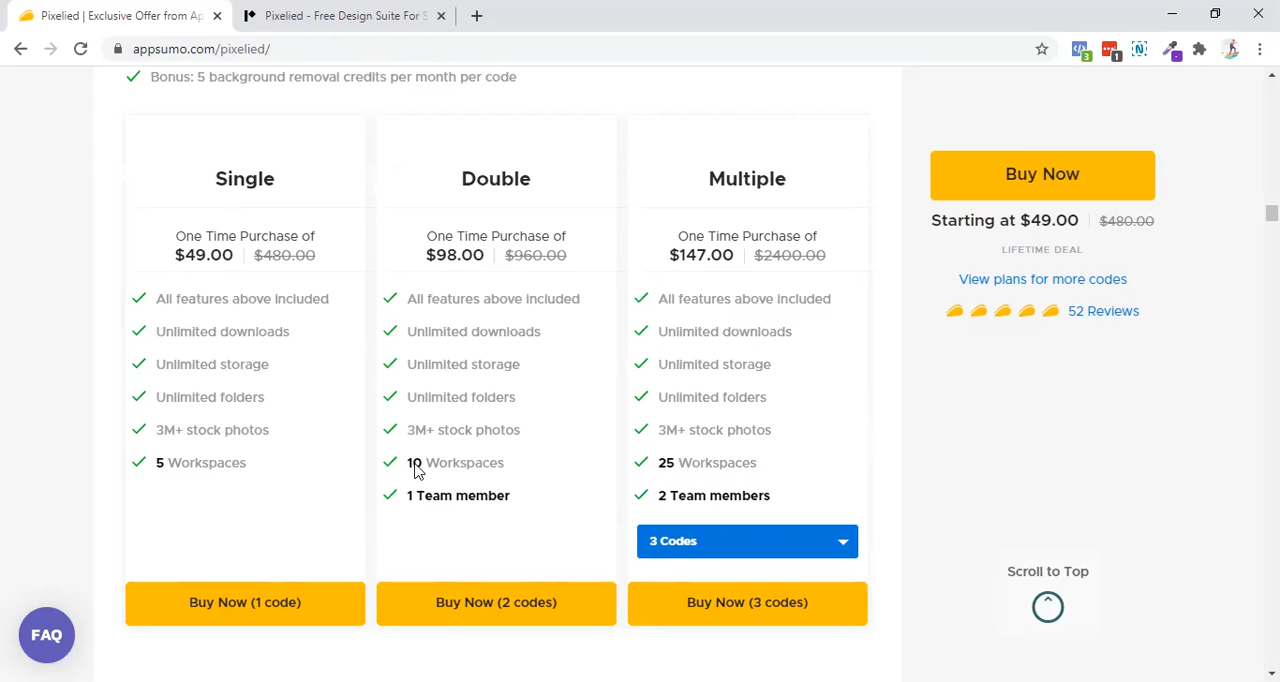 Pixelied | Exclusive Offer from Ap
Pixelied - Free Design Suite For S
appsumo.com/pixelied/
3
1
Bonus: 5 background removal credits per month per code
Single
One Time Purchase of
$49.00 $480.00
All features above included
Unlimited downloads
Unlimited storage
Unlimited folders
3M+ stock photos
5 Workspaces
Buy Now (1 code)
Double
One Time Purchase of
$98.00 $960.00
All features above included
Unlimited downloads
Unlimited storage
Unlimited folders
3M+ stock photos
10 Workspaces
1 Team member
Buy Now (2 codes)
Multiple
One Time Purchase of
$147.00 $2400.00
All features above included
Unlimited downloads
Unlimited storage
Unlimited folders
3M+ stock photos
25 Workspaces
2 Team members
3 Codes
Buy Now (3 codes)
Buy Now
Starting at $49.00 $480.00
LIFETIME DEAL
View plans for more codes
52 Reviews
Scroll to Top
FAQ